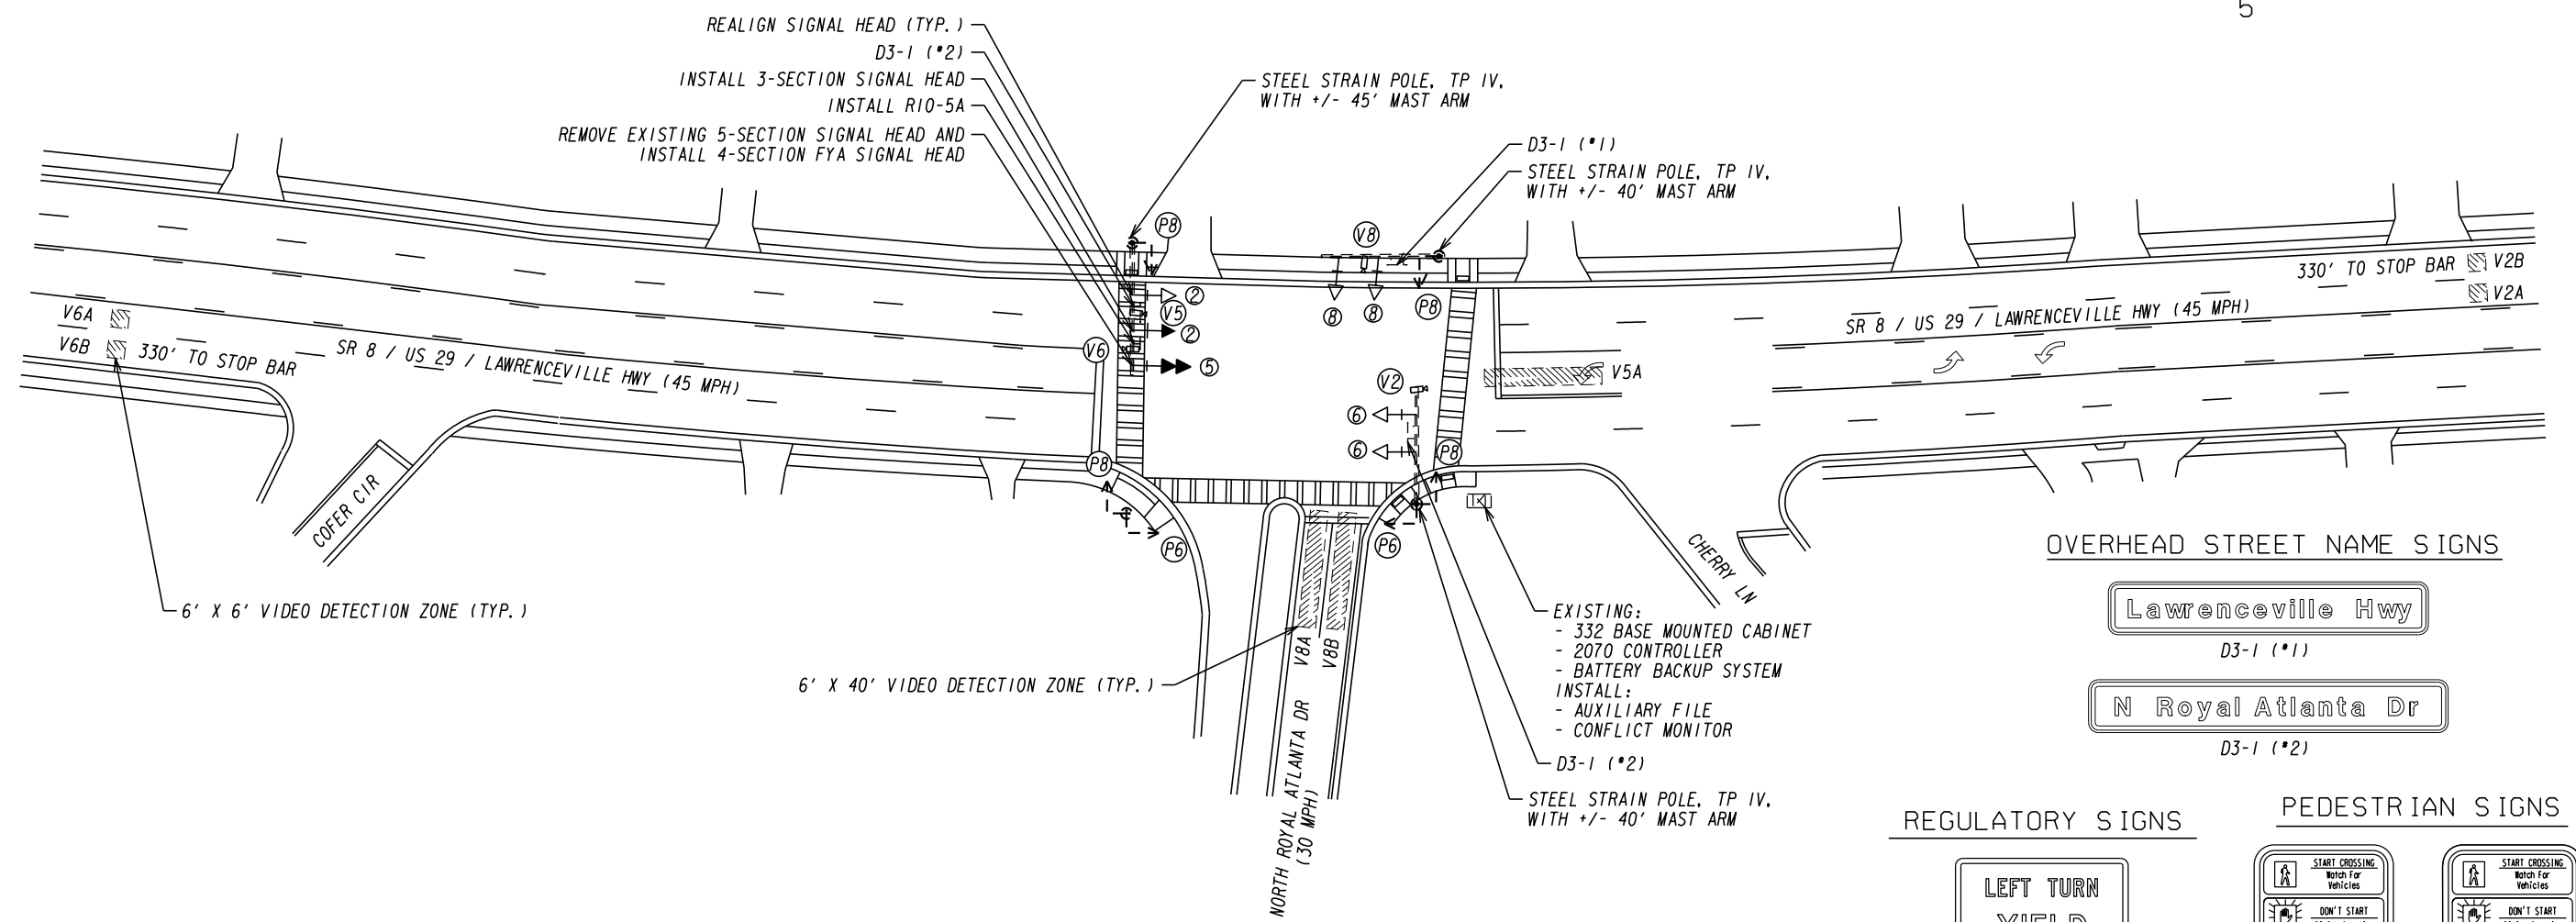 5
REALIGN SIGNAL HEAD (TYP.)
D3-1 (#2)
INSTALL 3-SECTION SIGNAL HEAD
INSTALL R10-5A
REMOVE EXISTING 5-SECTION SIGNAL HEAD AND
INSTALL 4-SECTION FYA SIGNAL HEAD
STEEL STRAIN POLE, TP IV,
WITH +/- 45' MAST ARM
D3-1 (#1)
STEEL STRAIN POLE, TP IV,
WITH +/- 40' MAST ARM
P8
V8
330' TO STOP BAR
V2B
V2A
2
V5
2
V6
5
8
8
P8
SR 8 / US 29 / LAWRENCEVILLE HWY (45 MPH)
V6A
V6B
330' TO STOP BAR
SR 8 / US 29 / LAWRENCEVILLE HWY (45 MPH)
V2
6
6
V5A
P8
P8
P6
P6
COFER CIR
CHERRY LN
6' X 6' VIDEO DETECTION ZONE (TYP.)
6' X 40' VIDEO DETECTION ZONE (TYP.)
V8A
V8B
NORTH ROYAL ATLANTA DR
(30 MPH)
EXISTING:
- 332 BASE MOUNTED CABINET
- 2070 CONTROLLER
- BATTERY BACKUP SYSTEM
INSTALL:
- AUXILIARY FILE
- CONFLICT MONITOR
D3-1 (#2)
STEEL STRAIN POLE, TP IV,
WITH +/- 40' MAST ARM
OVERHEAD STREET NAME SIGNS
Lawrenceville Hwy
D3-1 (#1)
N Royal Atlanta Dr
D3-1 (#2)
REGULATORY SIGNS
LEFT TURN
YIELD
PEDESTRIAN SIGNS
START CROSSING
Watch For
Vehicles
DON'T START
START CROSSING
Watch For
Vehicles
DON'T START